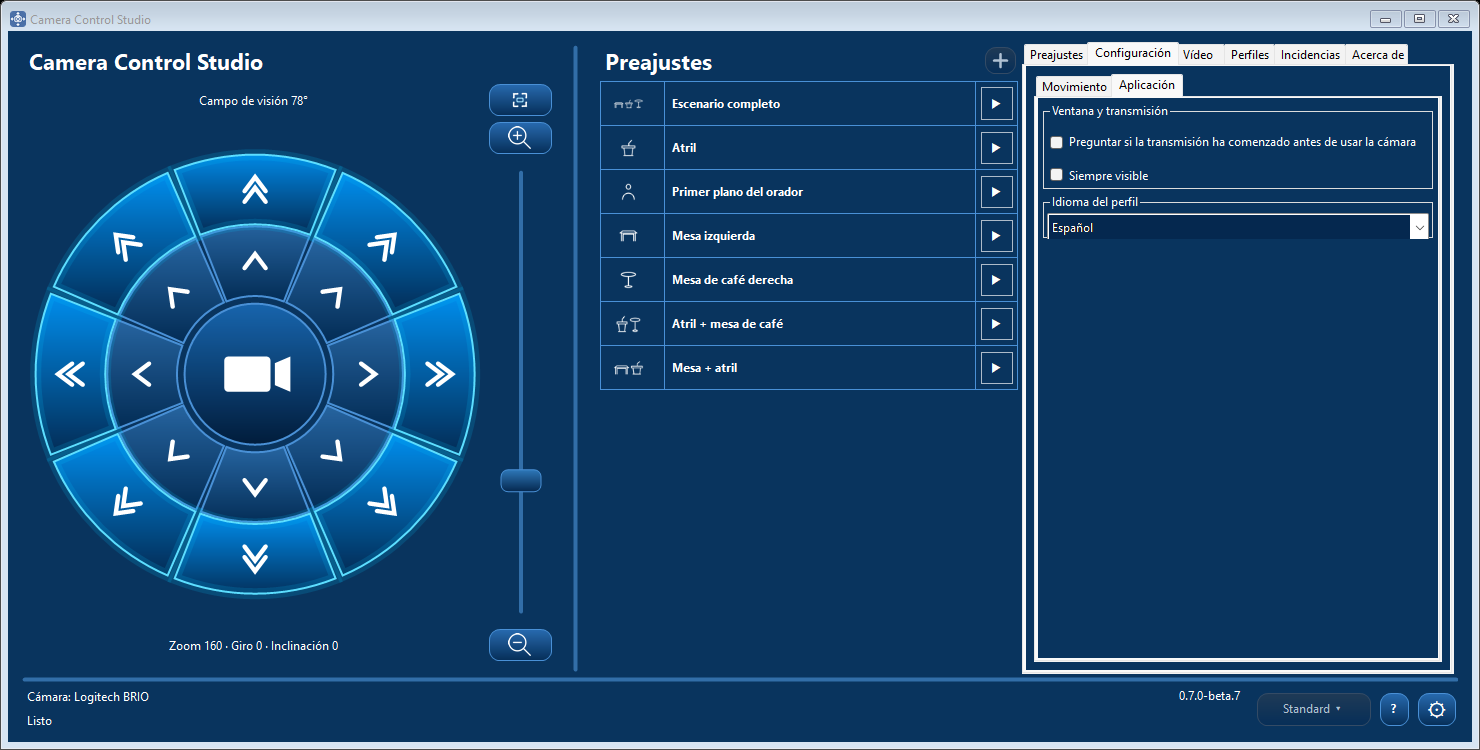 Camera Control Studio
Camera Control Studio
Campo de visión 78°
Zoom 160 · Giro 0 · Inclinación 0
Preajustes
Escenario completo
Atril
Primer plano del orador
Mesa izquierda
Mesa de café derecha
Atril + mesa de café
Mesa + atril
Preajustes Configuración Vídeo Perfiles Incidencias Acerca de
Movimiento Aplicación
Ventana y transmisión
Preguntar si la transmisión ha comenzado antes de usar la cámara
Siempre visible
Idioma del perfil
Español
Cámara: Logitech BRIO
Listo
0.7.0-beta.7
Standard
?